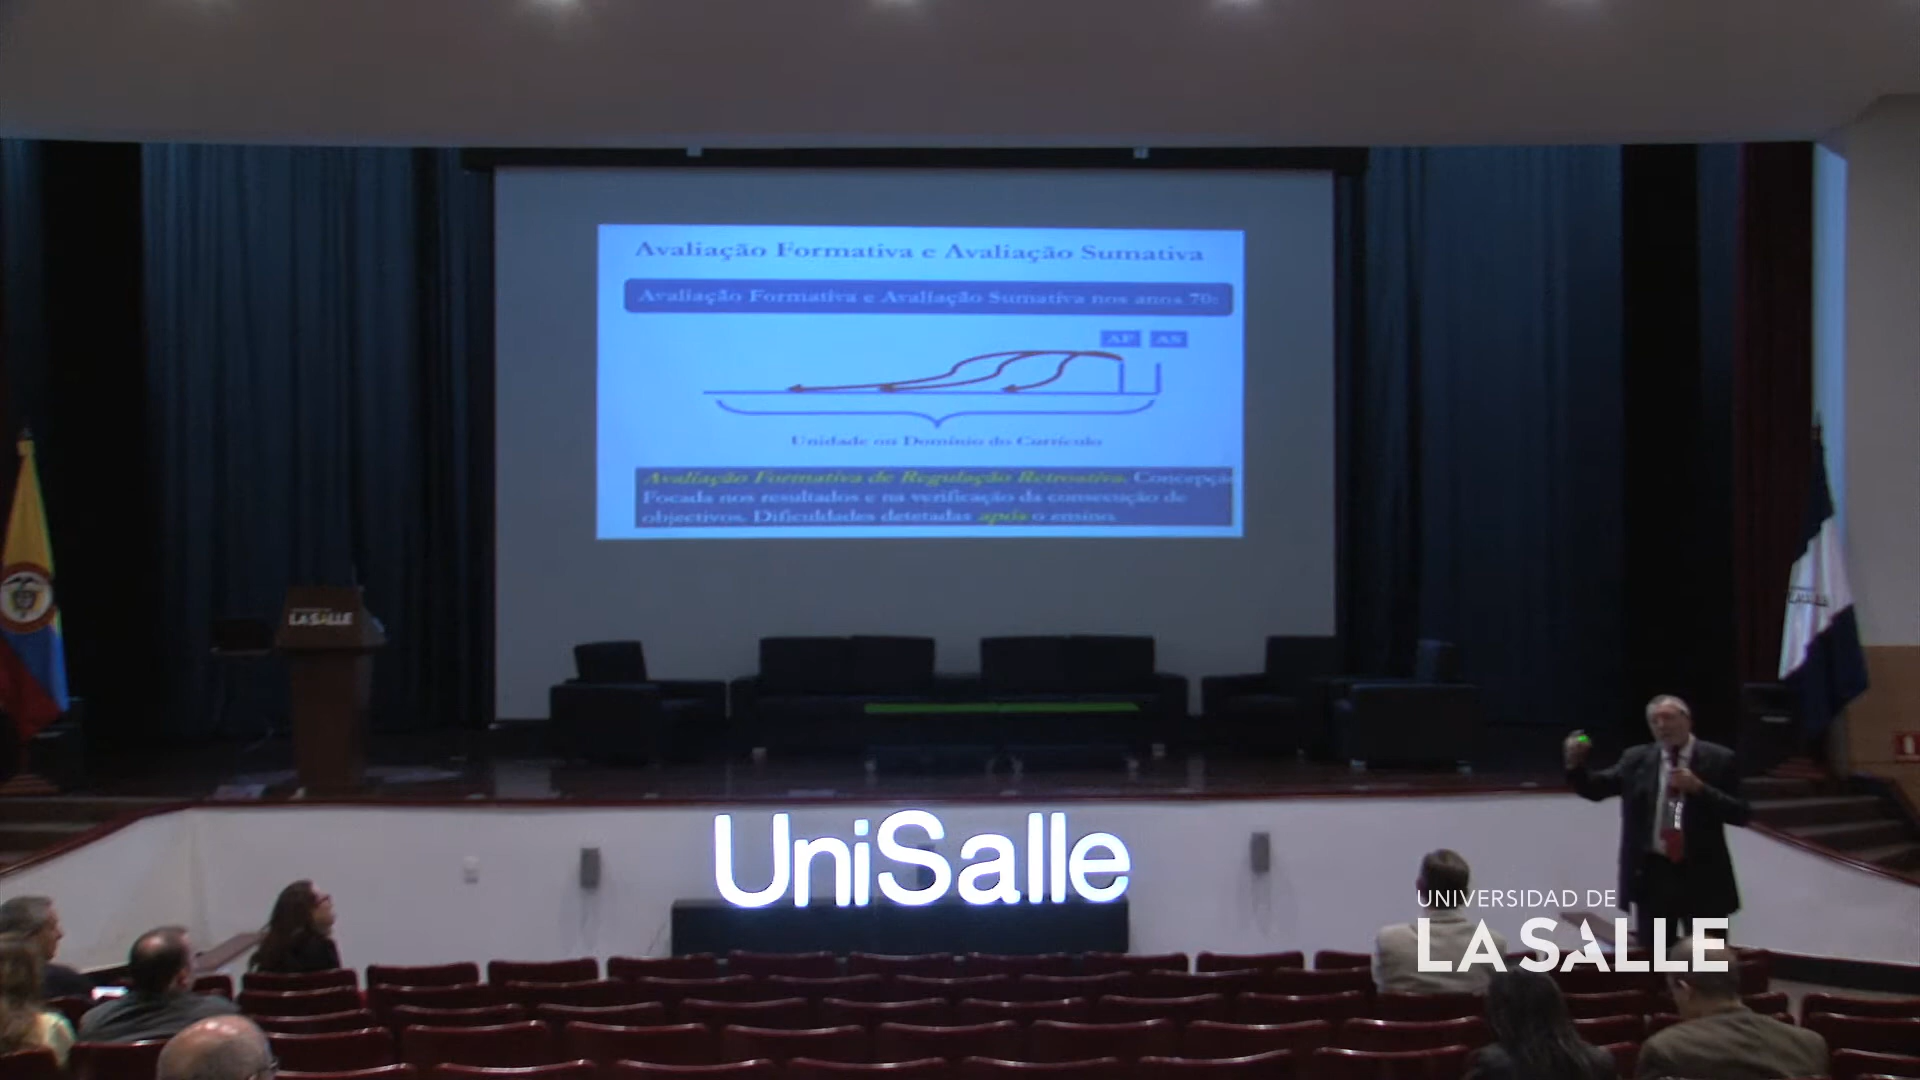 Avaliação Formativa e Avaliação Sumativa
Avaliação Formativa e Avaliação Sumativa nos anos 70:
AF AS
Unidade ou Domínio do Currículo
Avaliação Formativa de Regulação Retroativa. Concepção
Focada nos resultados e na verificação da consecução de
objectivos. Dificuldades detetadas após o ensino.
LA SALLE
UniSalle
UNIVERSIDAD DE
LA SALLE